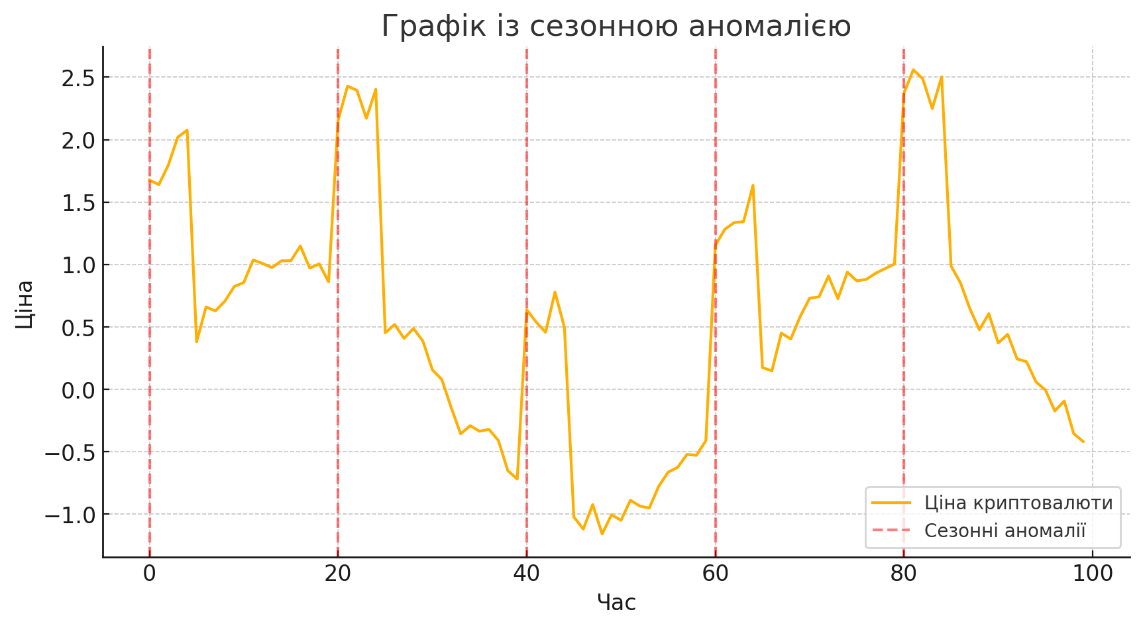 Графік із сезонною аномалією
Ціна
2.5
2.0
1.5
1.0
0.5
0.0
−0.5
−1.0
0 20 40 60 80 100
Час
Ціна криптовалюти
Сезонні аномалії